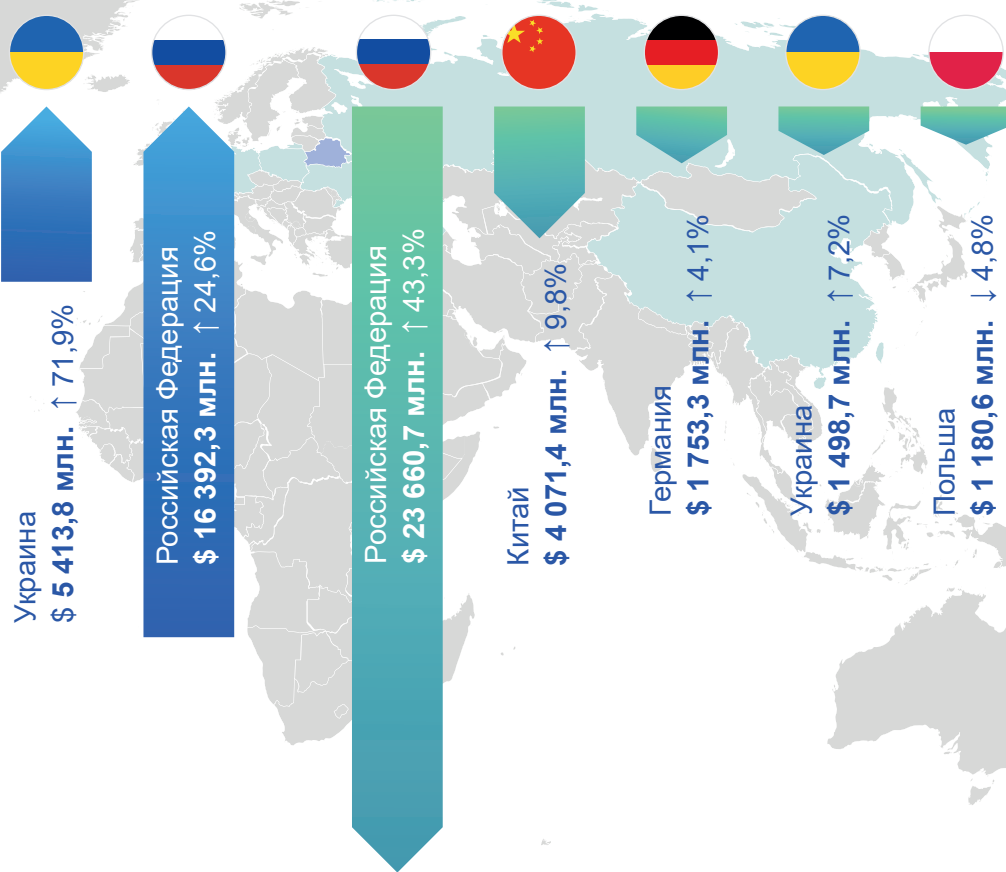 Украина
$ 5 413,8 млн. ↑ 71,9%
Российская Федерация
$ 16 392,3 млн. ↑ 24,6%
Российская Федерация
$ 23 660,7 млн. ↑ 43,3%
Китай
$ 4 071,4 млн. ↑ 9,8%
Германия
$ 1 753,3 млн. ↑ 4,1%
Украина
$ 1 498,7 млн. ↑ 7,2%
Польша
$ 1 180,6 млн. ↓ 4,8%